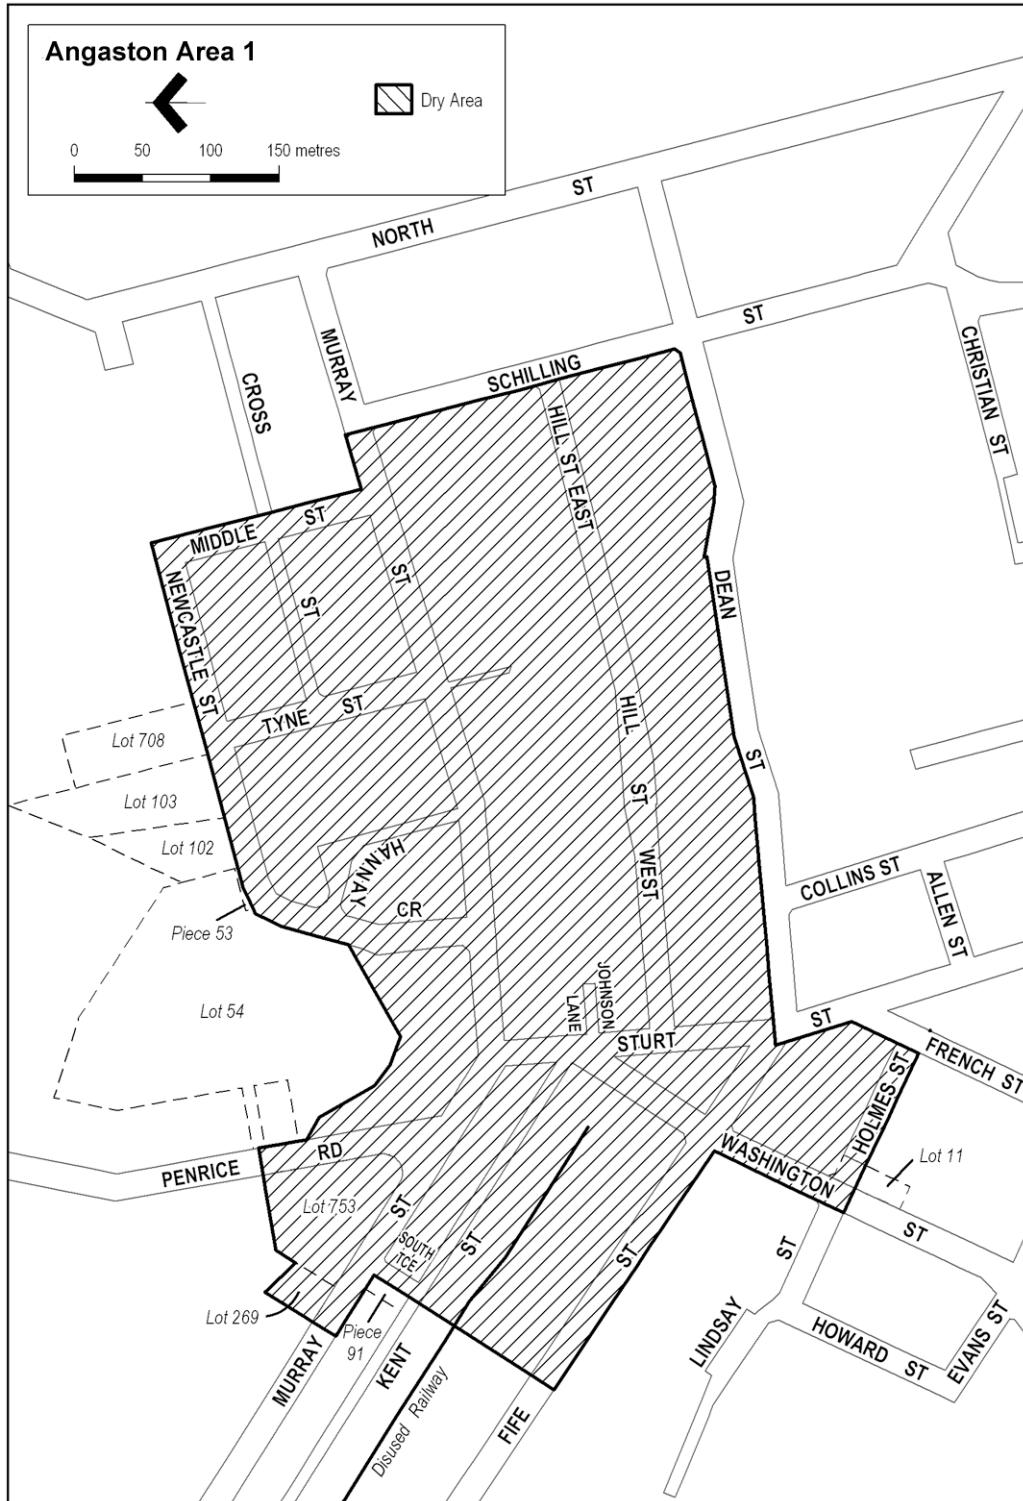 Angaston Area 1
Dry Area
0 50 100 150 metres
NORTH ST
MURRAY ST
CROSS ST
SCHILLING ST
CHRISTIAN ST
HILL ST EAST
MIDDLE ST
NEWCASTLE ST
DEAN ST
TYNE ST
HILL ST WEST
Lot 708
Lot 103
Lot 102
HANNAY CR
COLLINS ST
ALLEN ST
Piece 53
Lot 54
JOHNSON LANE
STURT ST
FRENCH ST
HOLMES ST
PENRICE RD
WASHINGTON ST
Lot 11
Lot 753
SOUTH TCE
Lot 269
Piece 91
MURRAY ST
KENT ST
Disused Railway
FIFE ST
LINDSAY ST
HOWARD ST
EVANS ST